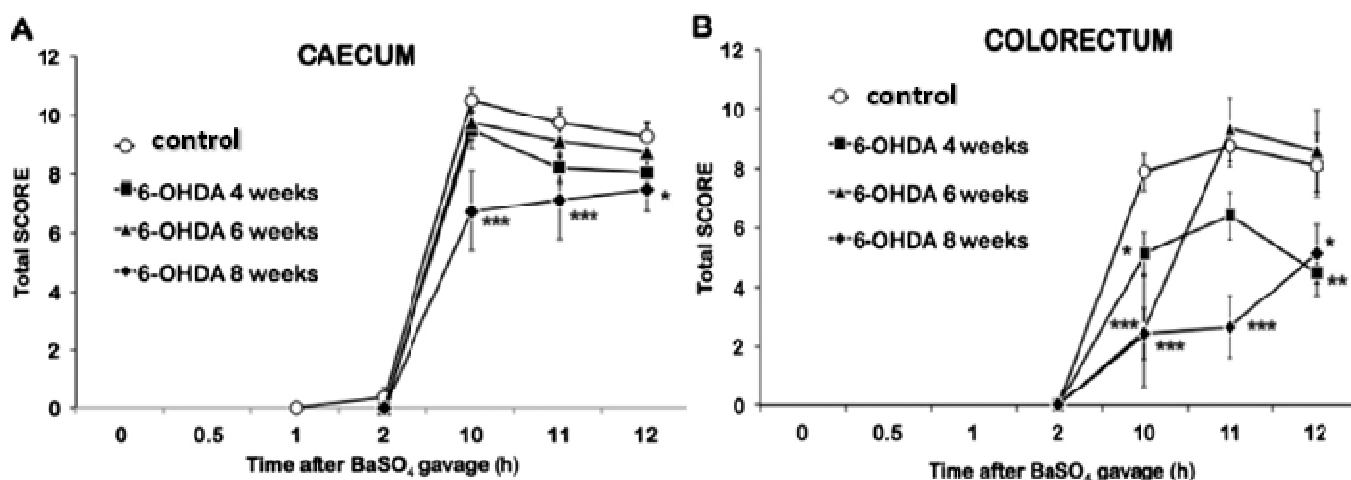 A
CAECUM
Total SCORE
12
10
8
6
4
2
0
control
6-OHDA 4 weeks
6-OHDA 6 weeks
6-OHDA 8 weeks
***
***
*
0 0.5 1 2 10 11 12
Time after BaSO₄ gavage (h)
B
COLORECTUM
Total SCORE
12
10
8
6
4
2
0
control
6-OHDA 4 weeks
6-OHDA 6 weeks
6-OHDA 8 weeks
*
***
***
***
*
**
0 0.5 1 2 10 11 12
Time after BaSO₄ gavage (h)